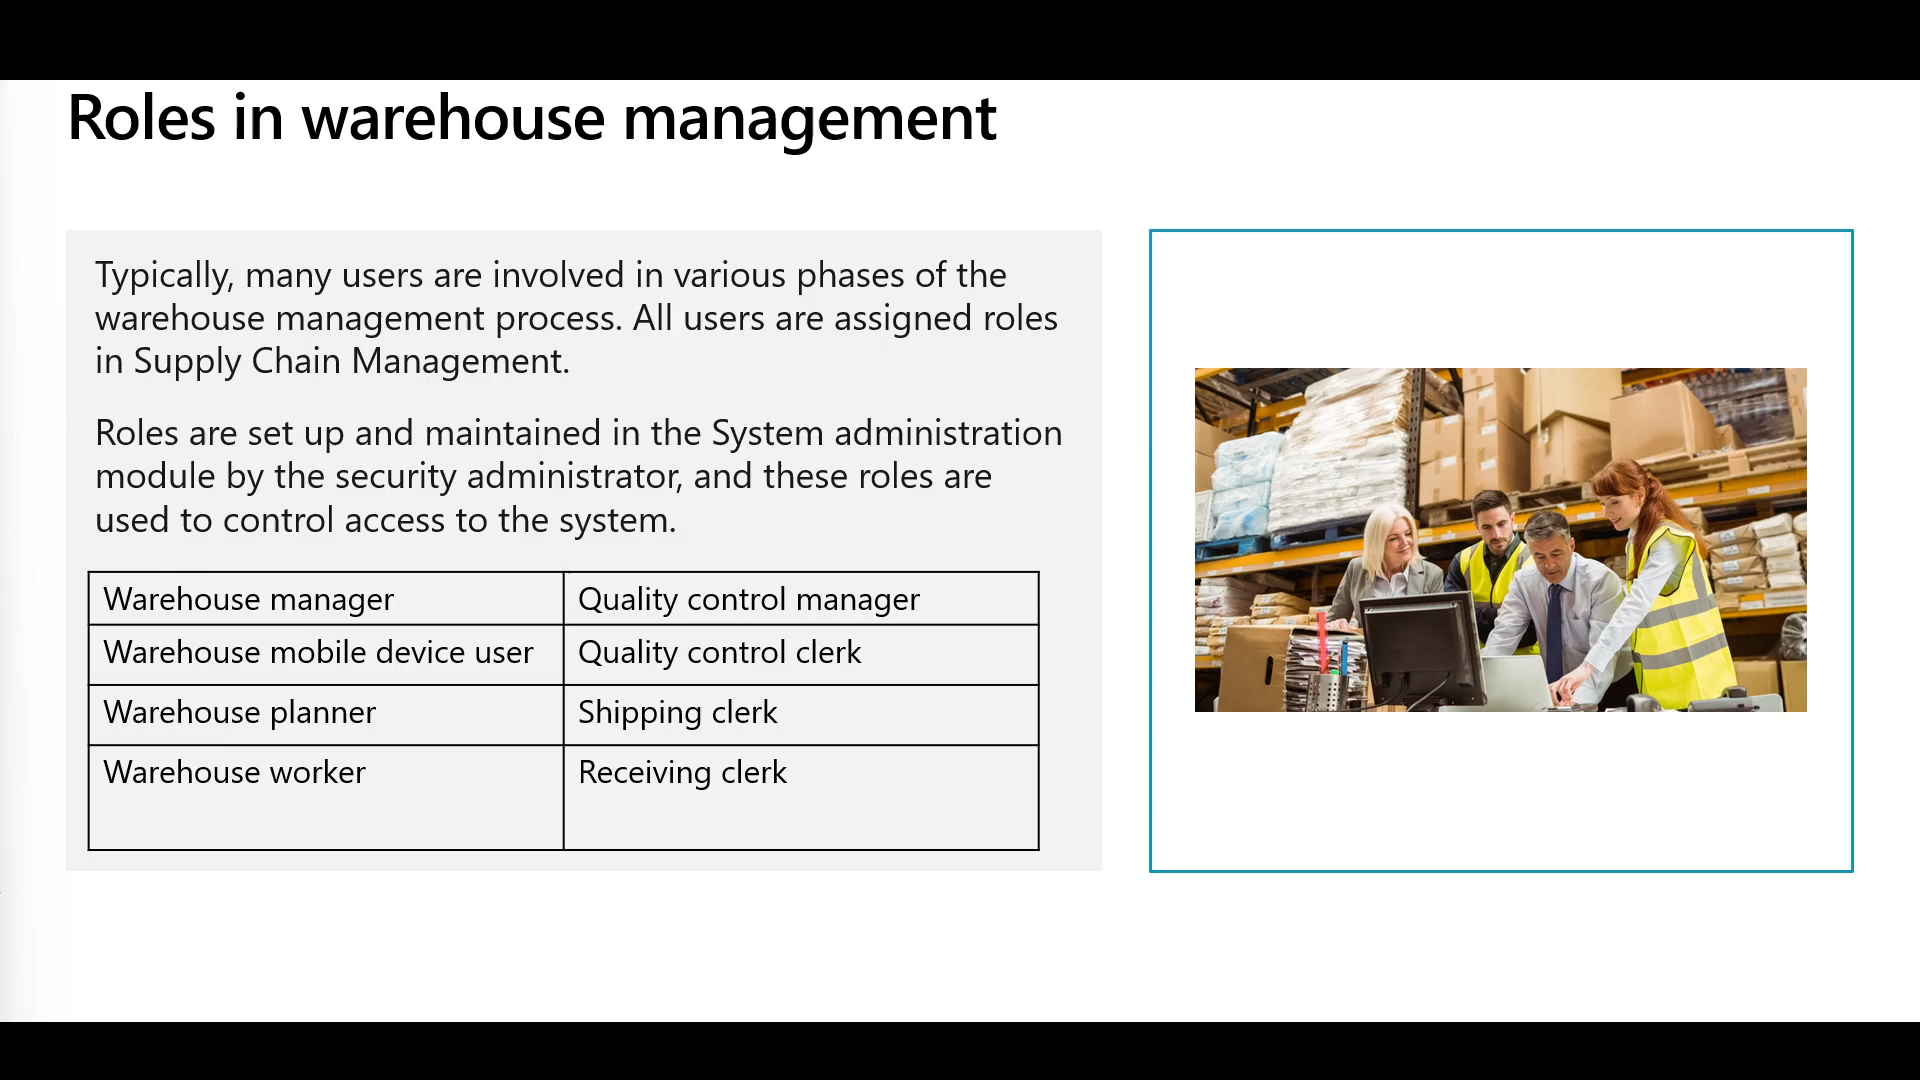 Roles in warehouse management
Typically, many users are involved in various phases of the
warehouse management process. All users are assigned roles
in Supply Chain Management.
Roles are set up and maintained in the System administration
module by the security administrator, and these roles are
used to control access to the system.
Warehouse manager
Quality control manager
Warehouse mobile device user
Quality control clerk
Warehouse planner
Shipping clerk
Warehouse worker
Receiving clerk